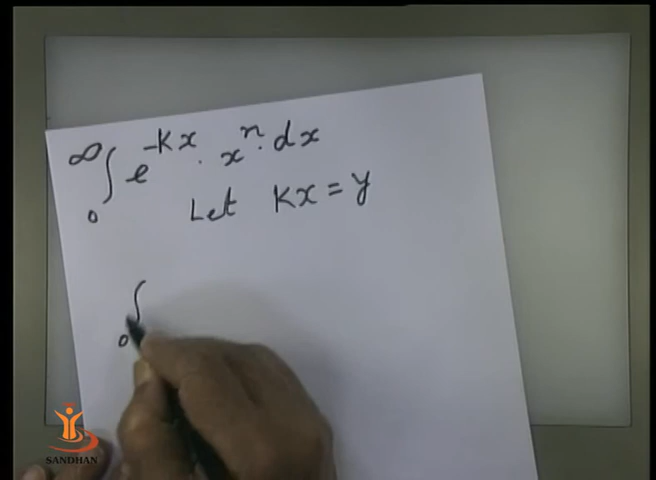 ∞
∫ e^{-Kx} . x^n . dx
0
Let Kx = y
∫
0
SANDHAN